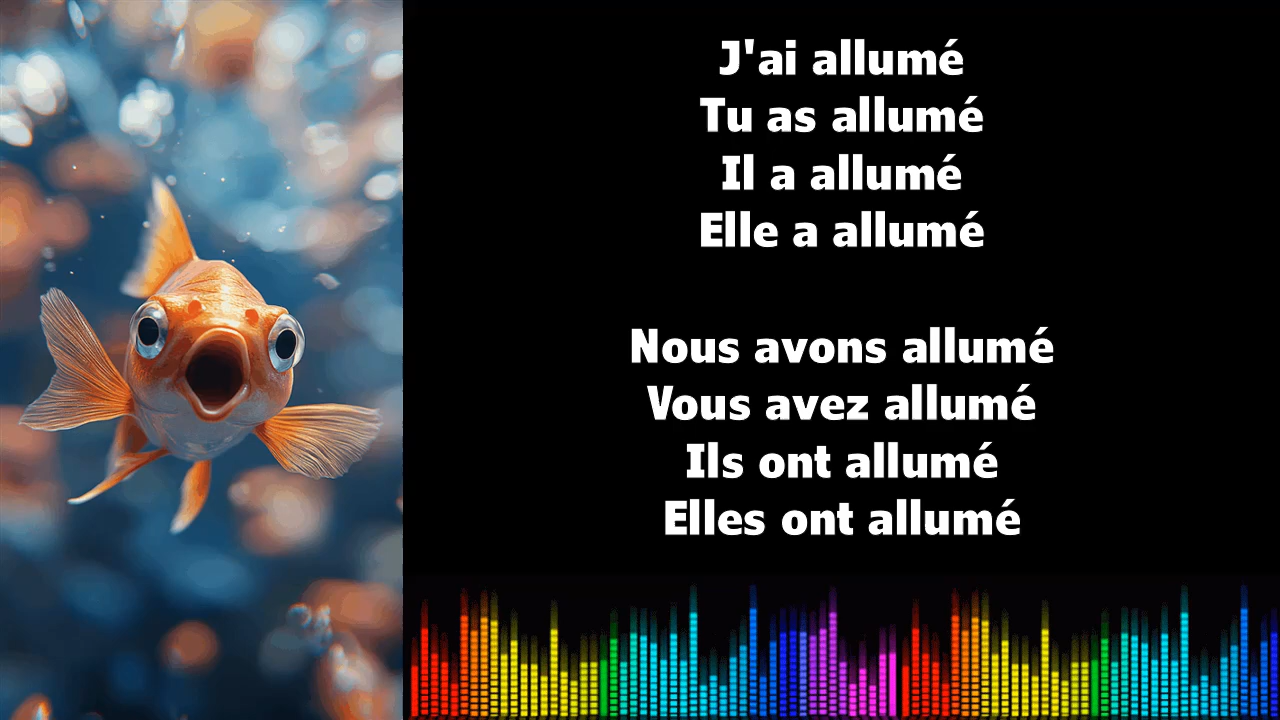 J'ai allumé
Tu as allumé
Il a allumé
Elle a allumé
Nous avons allumé
Vous avez allumé
Ils ont allumé
Elles ont allumé